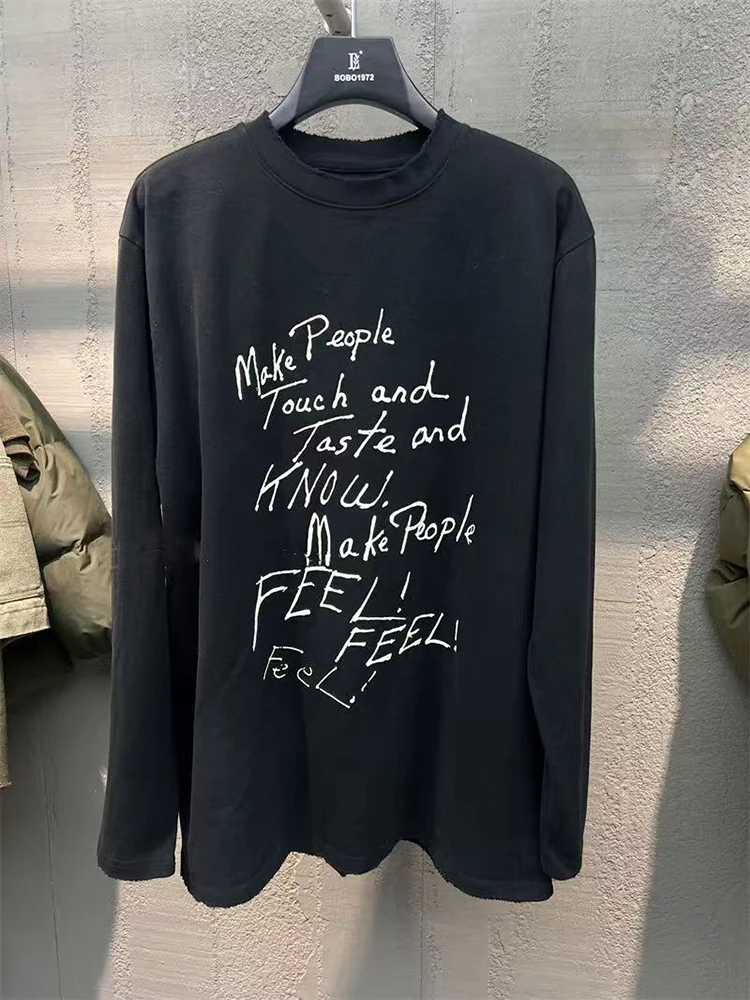 BOBO1972
Make People
Touch and
Taste and
KNOW.
Make People
FEEL!
FEEL!
FeeL!